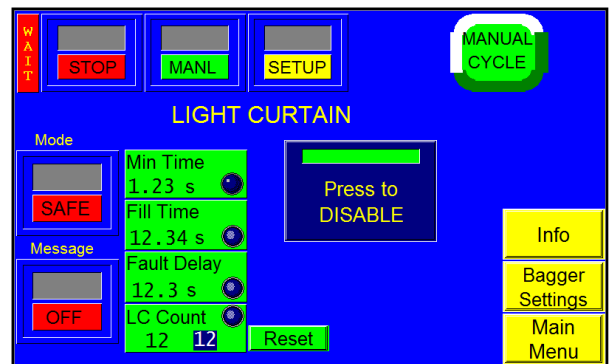 WAIT
STOP
MANL
SETUP
MANUAL
CYCLE
LIGHT CURTAIN
Mode
SAFE
Min Time
1.23 s
Fill Time
12.34 s
Press to
DISABLE
Message
OFF
Fault Delay
12.3 s
LC Count
12 12
Reset
Info
Bagger
Settings
Main
Menu